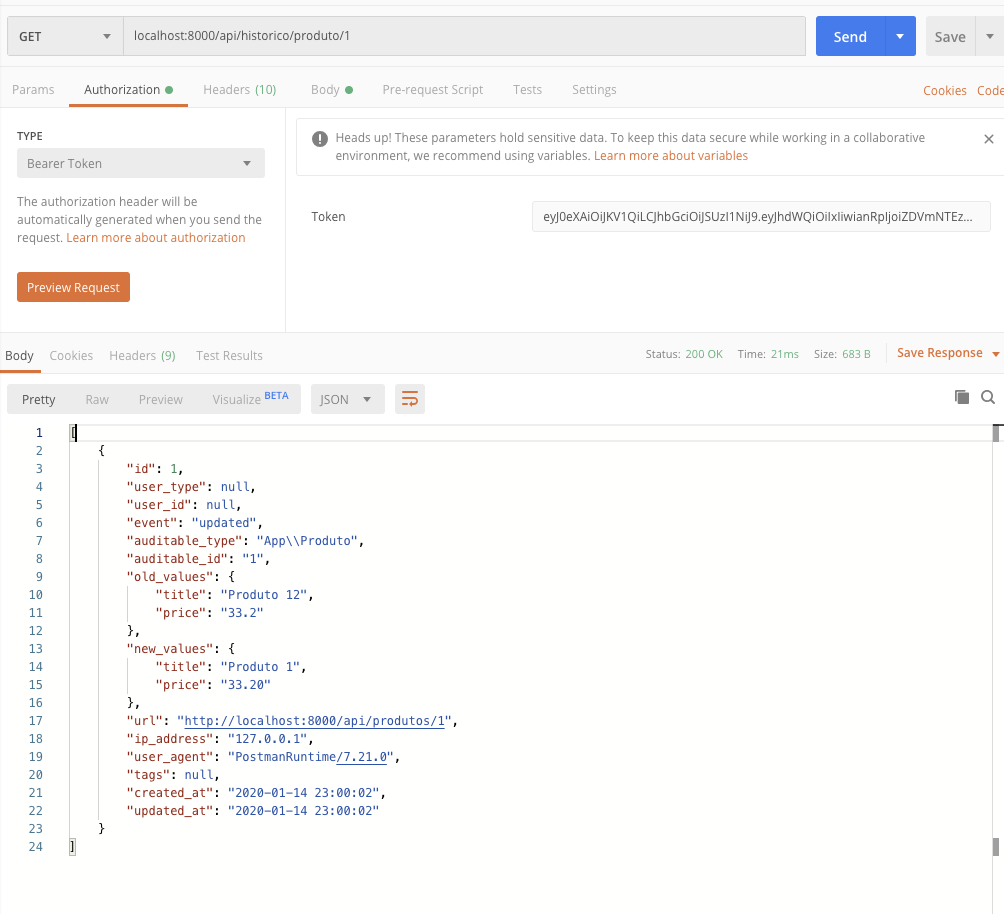 GET localhost:8000/api/historico/produto/1 Send Save
Params Authorization Headers (10) Body Pre-request Script Tests Settings Cookies Code
TYPE
Bearer Token
The authorization header will be
automatically generated when you send the
request. Learn more about authorization
Preview Request
Heads up! These parameters hold sensitive data. To keep this data secure while working in a collaborative
environment, we recommend using variables. Learn more about variables
Token eyJ0eXAiOiJKV1QiLCJhbGciOiJSUzI1NiJ9.eyJhdWQiOiIxIiwianRpIjoiZDVmNTEz...
Body Cookies Headers (9) Test Results Status: 200 OK Time: 21ms Size: 683 B Save Response
Pretty Raw Preview Visualize BETA JSON
1 [
2 {
3 "id": 1,
4 "user_type": null,
5 "user_id": null,
6 "event": "updated",
7 "auditable_type": "App\\Produto",
8 "auditable_id": "1",
9 "old_values": {
10 "title": "Produto 12",
11 "price": "33.2"
12 },
13 "new_values": {
14 "title": "Produto 1",
15 "price": "33.20"
16 },
17 "url": "http://localhost:8000/api/produtos/1",
18 "ip_address": "127.0.0.1",
19 "user_agent": "PostmanRuntime/7.21.0",
20 "tags": null,
21 "created_at": "2020-01-14 23:00:02",
22 "updated_at": "2020-01-14 23:00:02"
23 }
24 ]